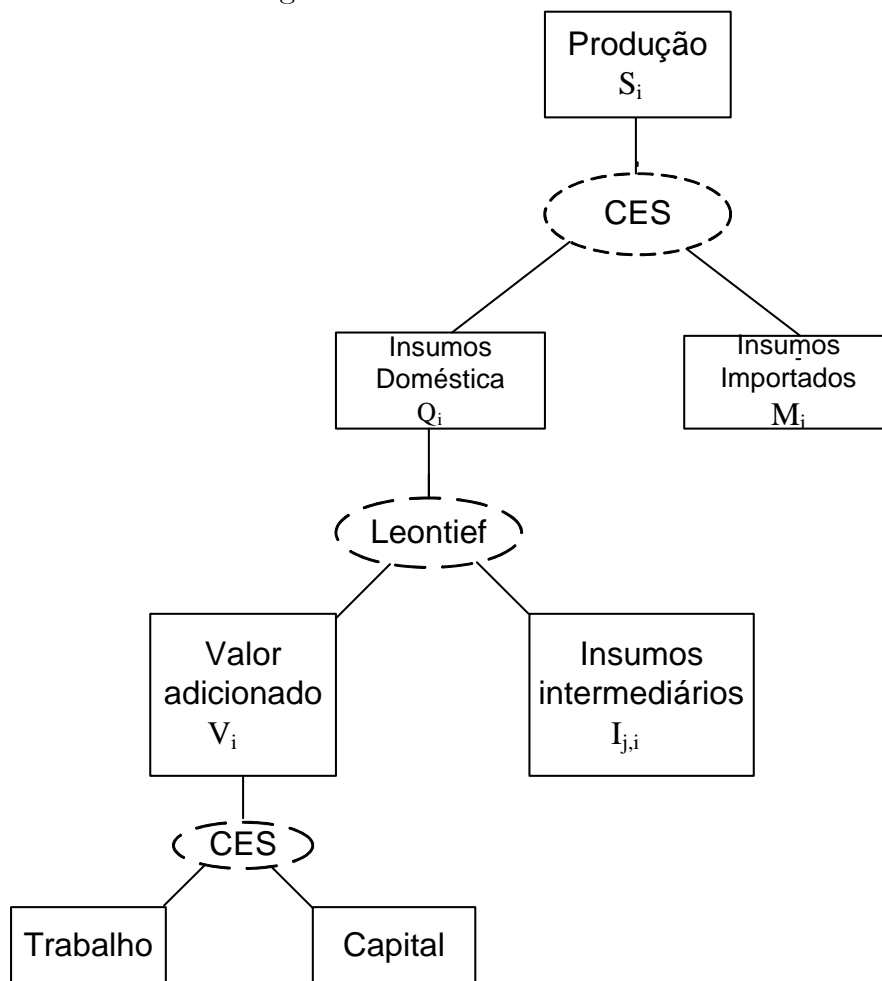 Produção
Si
CES
Insumos
Doméstica
Qi
Insumos
Importados
Mi
Leontief
Valor
adicionado
Vi
Insumos
intermediários
Ij,i
CES
Trabalho
Capital